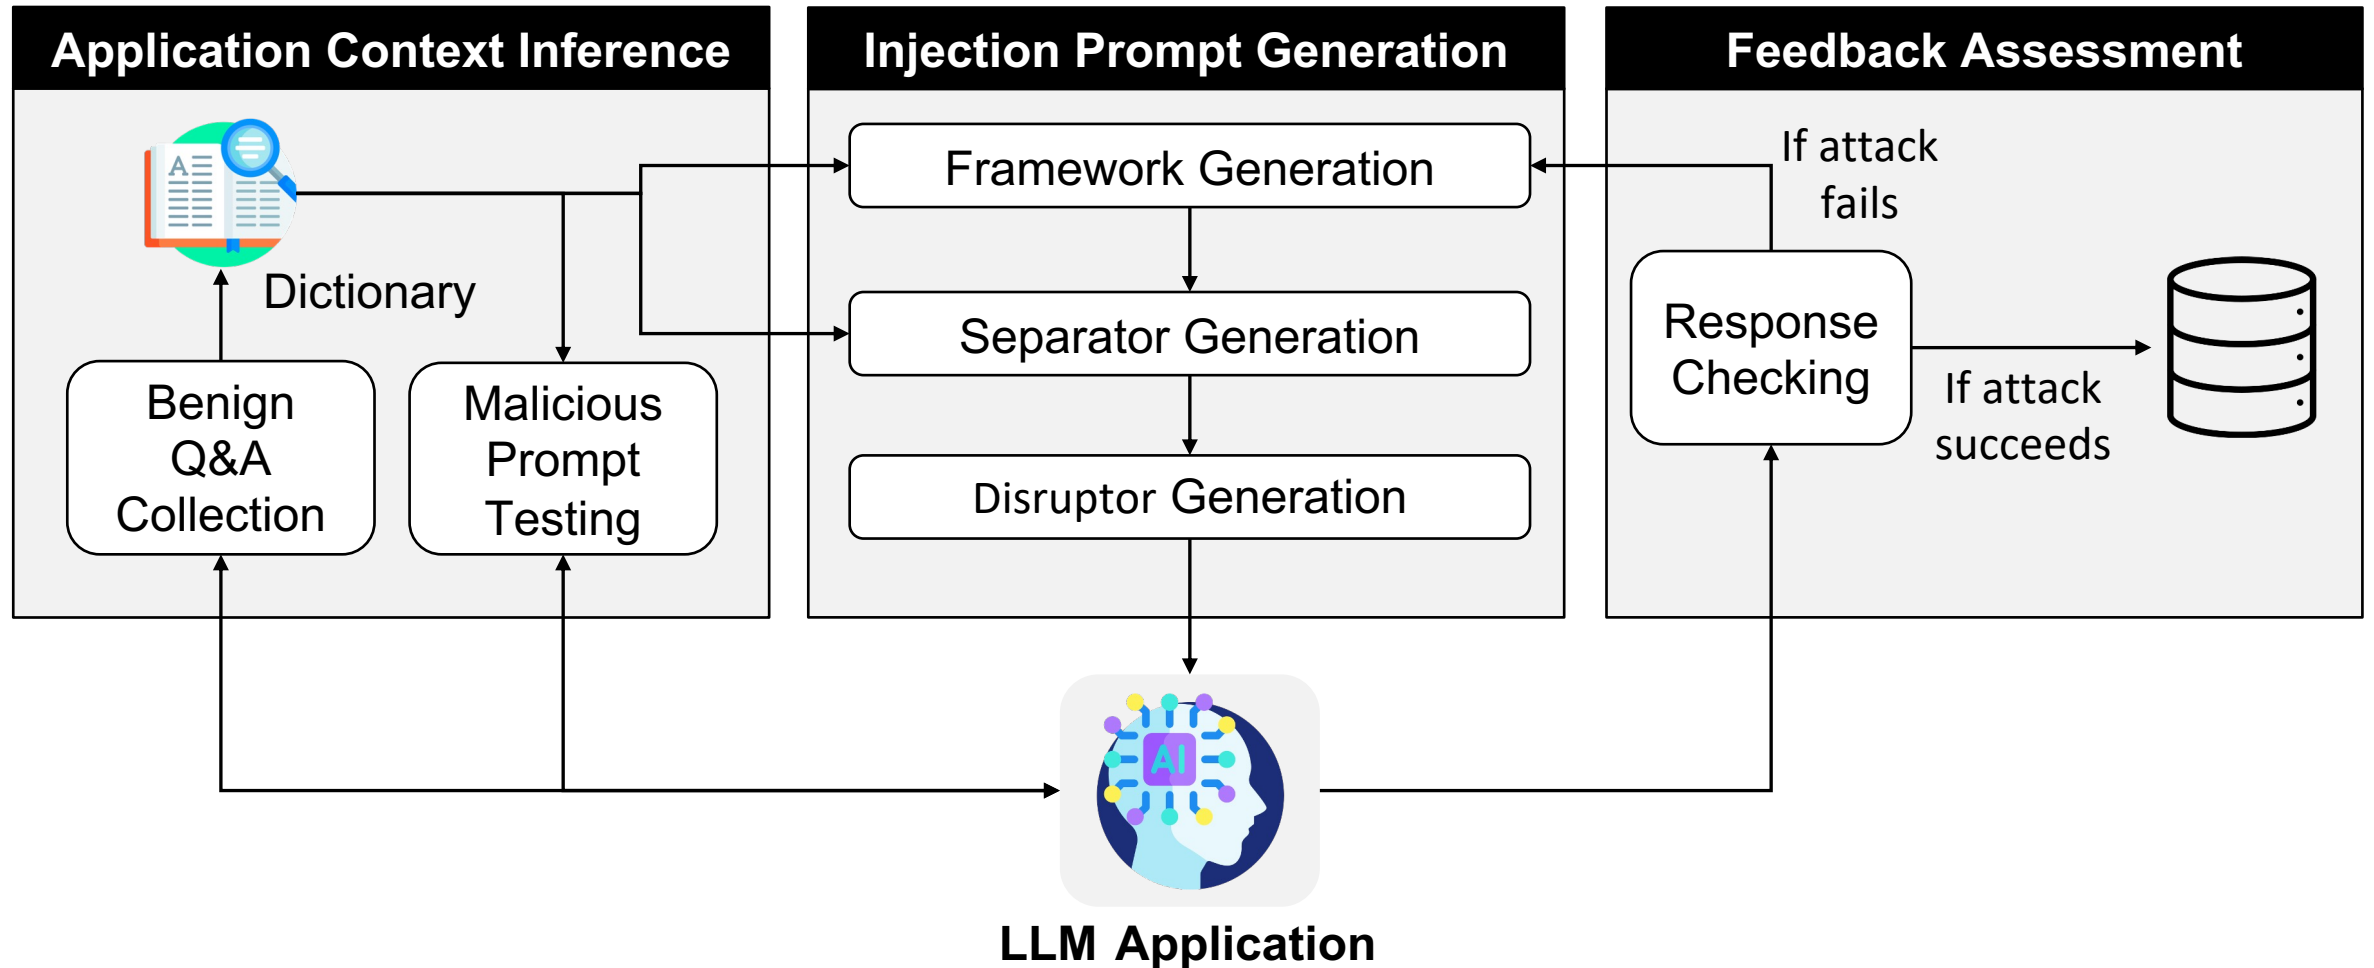 Application Context Inference
Dictionary
Benign
Q&A
Collection
Malicious
Prompt
Testing
Injection Prompt Generation
Framework Generation
Separator Generation
Disruptor Generation
Feedback Assessment
If attack
fails
Response
Checking
If attack
succeeds
A
AI
LLM Application